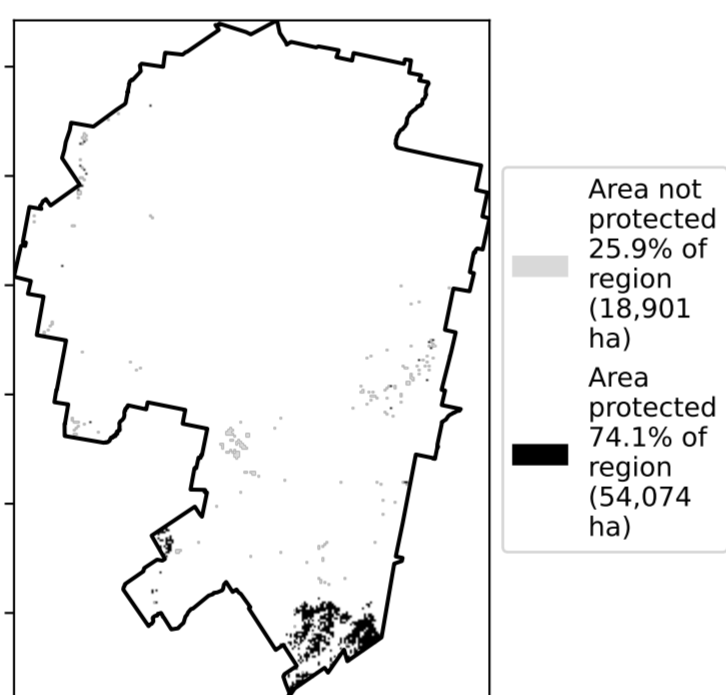 Area not
protected
25.9% of
region
(18,901
ha)
Area
protected
74.1% of
region
(54,074
ha)